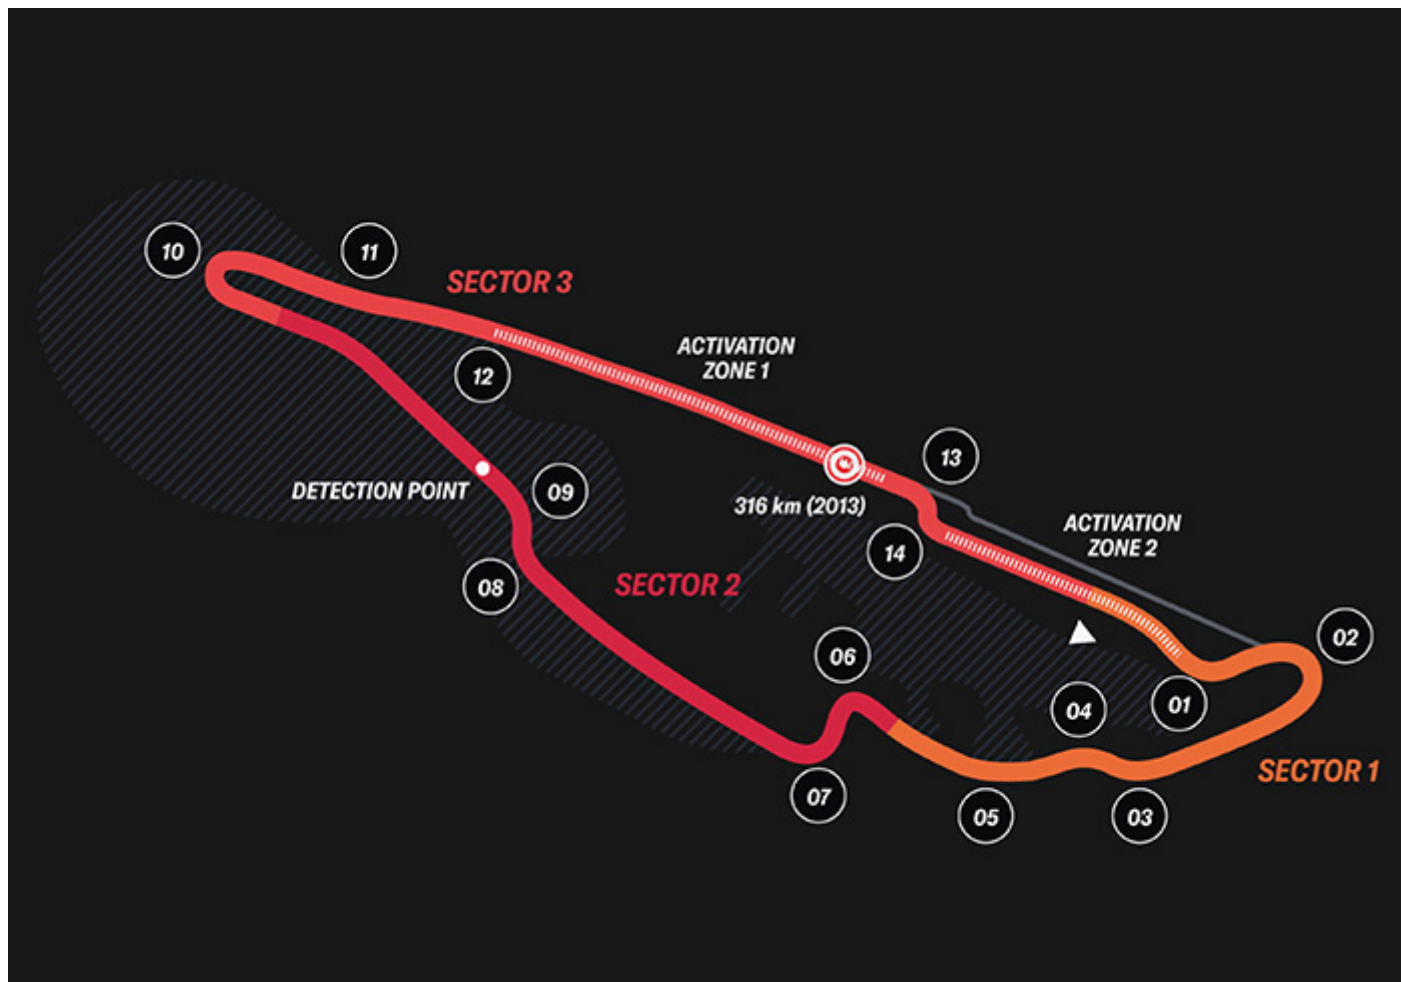 10
11
SECTOR 3
ACTIVATION
ZONE 1
12
13
DETECTION POINT
09
316 km (2013)
ACTIVATION
ZONE 2
14
08
SECTOR 2
02
06
04
01
SECTOR 1
07
05
03